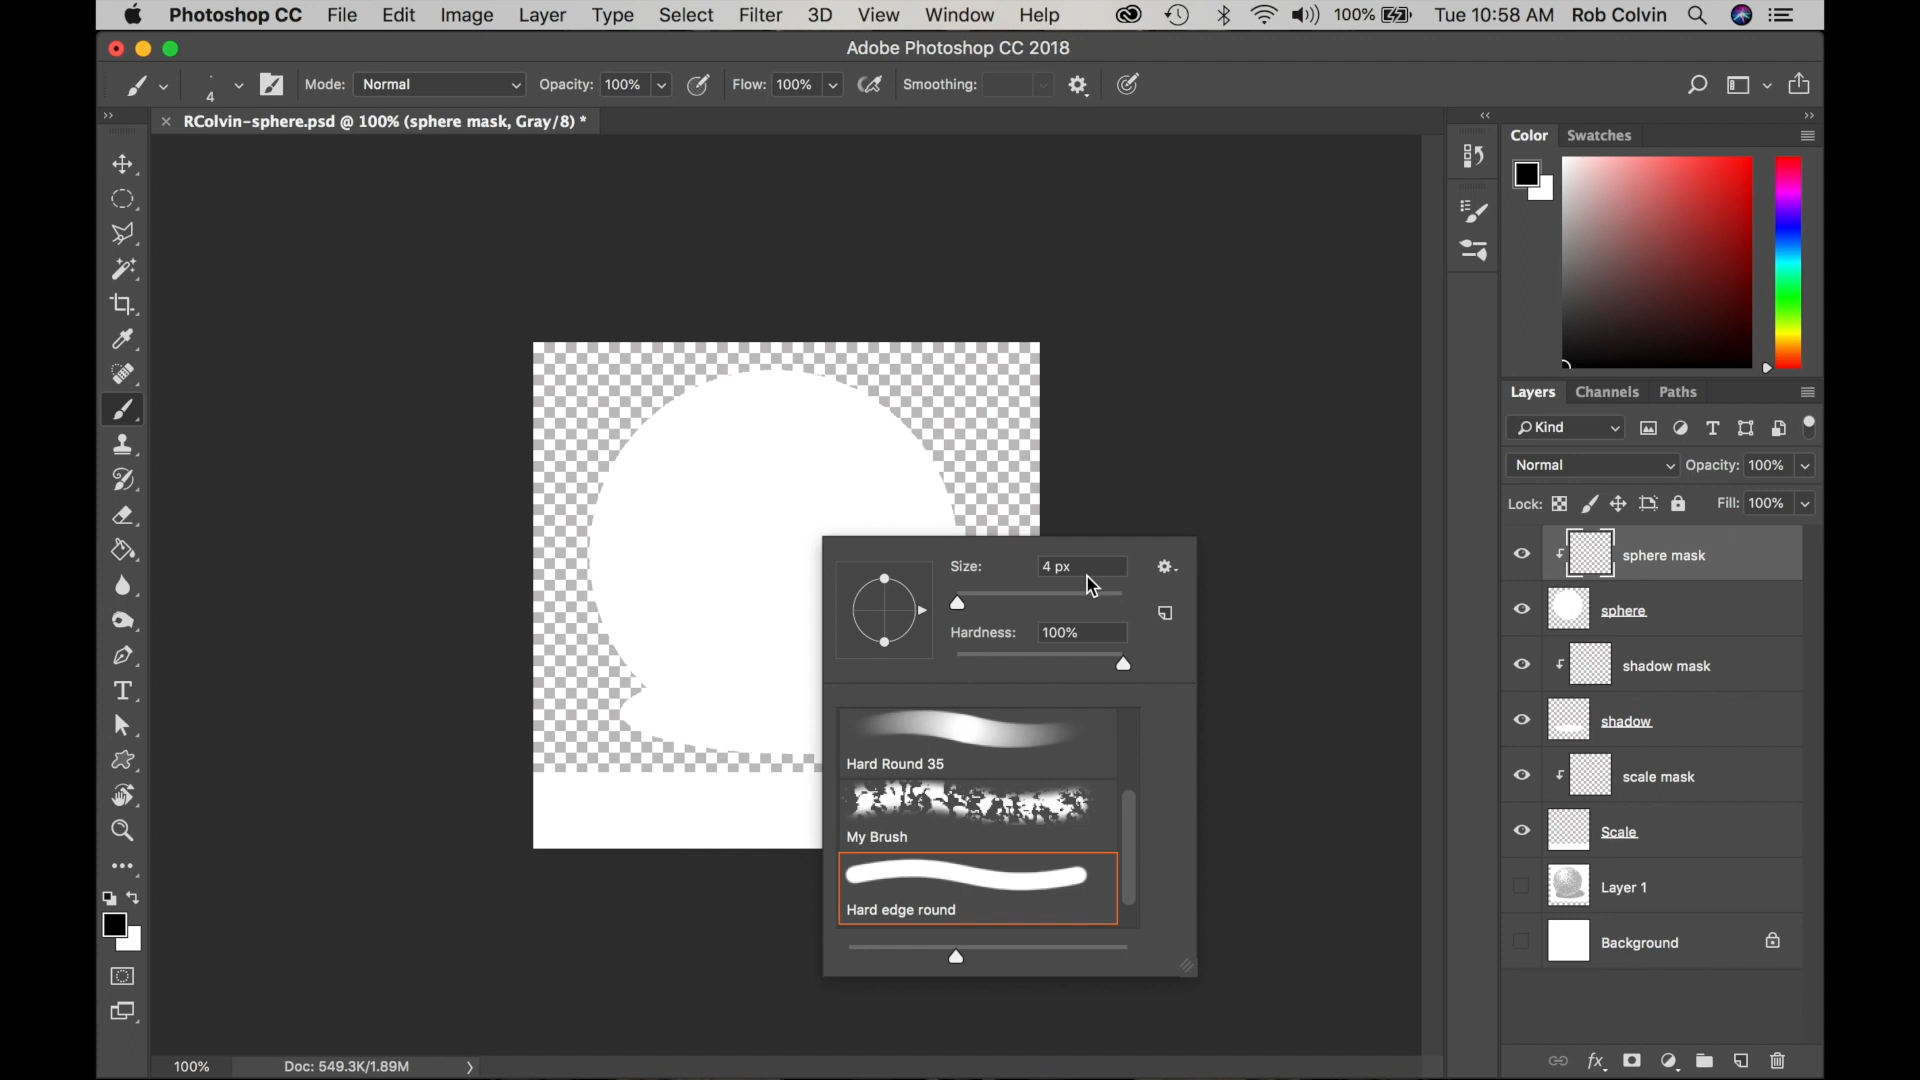 Photoshop CC File Edit Image Layer Type Select Filter 3D View Window Help 100% Tue 10:58 AM Rob Colvin
Adobe Photoshop CC 2018
4 Mode: Normal Opacity: 100% Flow: 100% Smoothing:
RColvin-sphere.psd @ 100% (sphere mask, Gray/8) *
Color Swatches
Layers Channels Paths
Kind
Normal Opacity: 100%
Lock: Fill: 100%
sphere mask
sphere
shadow mask
shadow
scale mask
Scale
Layer 1
Background
Size: 4 px
Hardness: 100%
Hard Round 35
My Brush
Hard edge round
100% Doc: 549.3K/1.89M